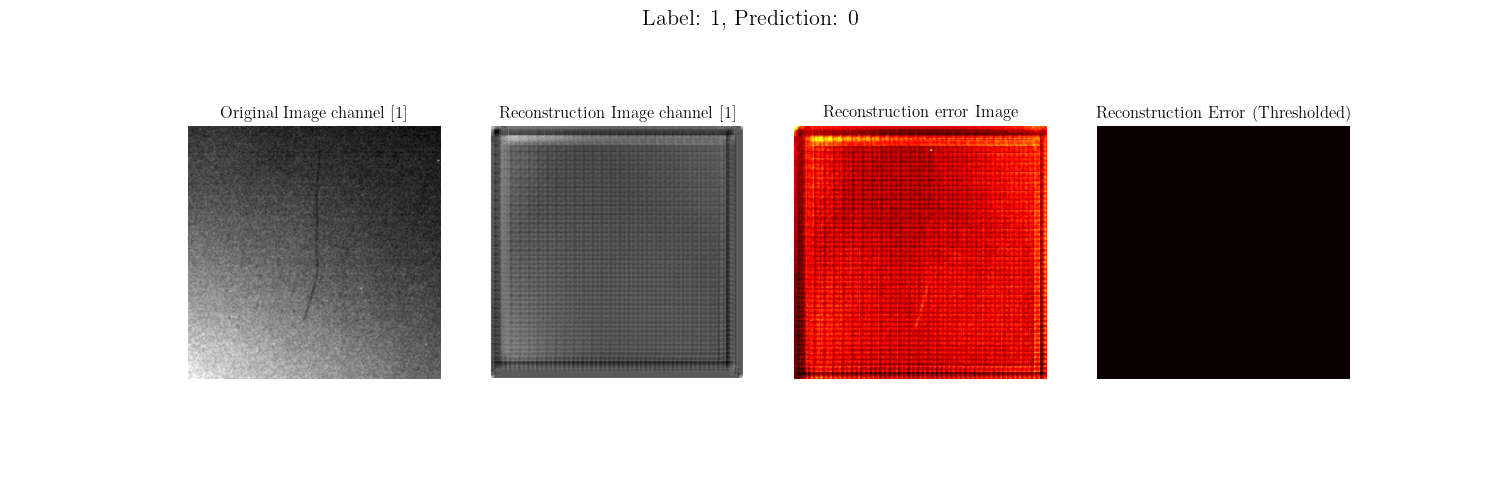 Label: 1, Prediction: 0
Original Image channel [1]
Reconstruction Image channel [1]
Reconstruction error Image
Reconstruction Error (Thresholded)